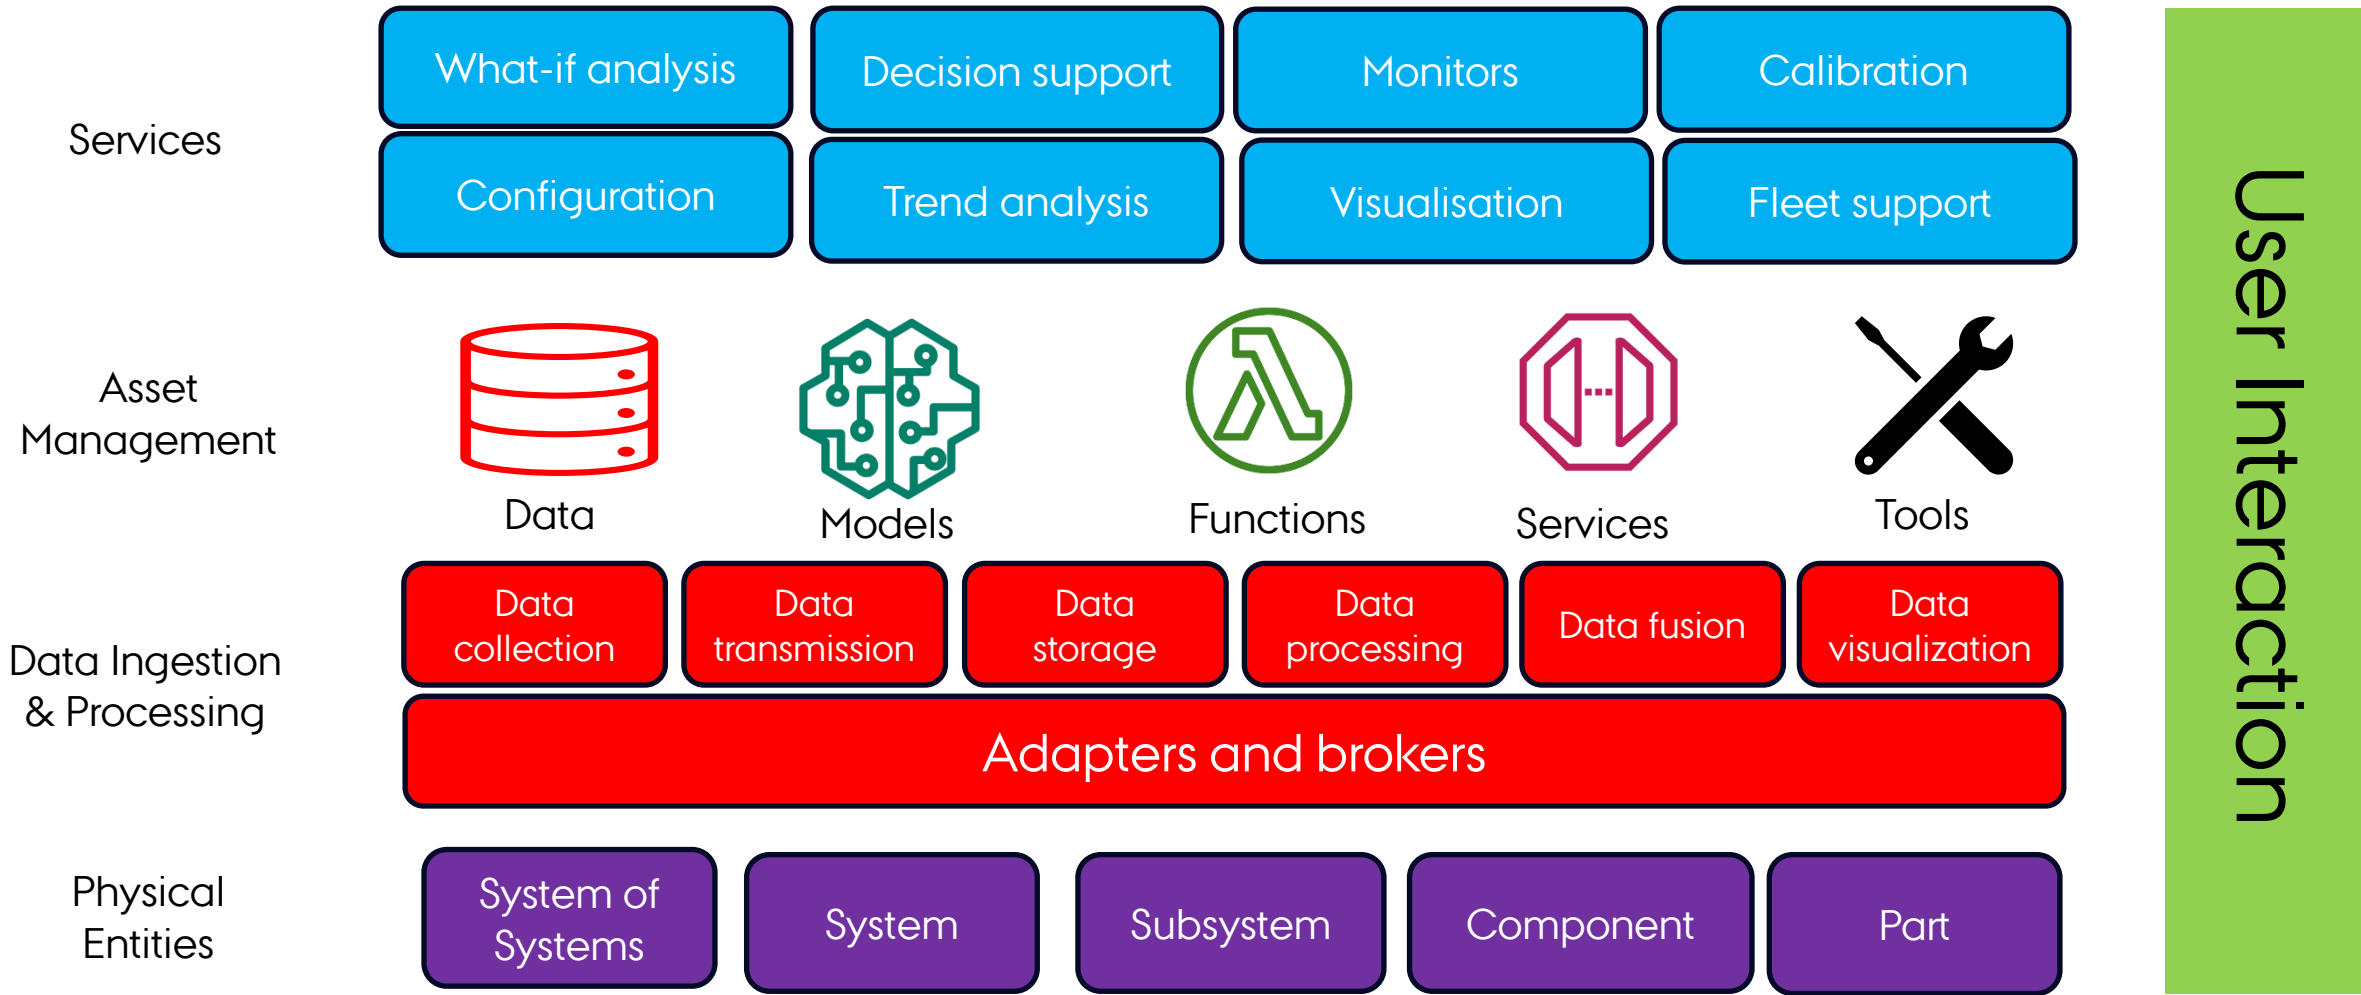 Services
What-if analysis
Decision support
Monitors
Calibration
Configuration
Trend analysis
Visualisation
Fleet support
Asset
Management
Data
Models
Functions
Services
Tools
Data Ingestion
& Processing
Data
collection
Data
transmission
Data
storage
Data
processing
Data fusion
Data
visualization
Adapters and brokers
Physical
Entities
System of
Systems
System
Subsystem
Component
Part
User Interaction